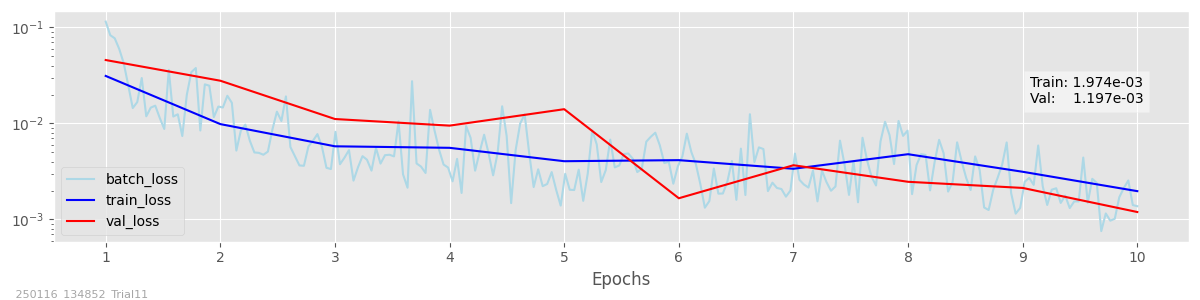 10⁻¹
10⁻²
10⁻³
Train: 1.974e-03
Val: 1.197e-03
batch_loss
train_loss
val_loss
1 2 3 4 5 6 7 8 9 10
Epochs
250116_134852_Trial11